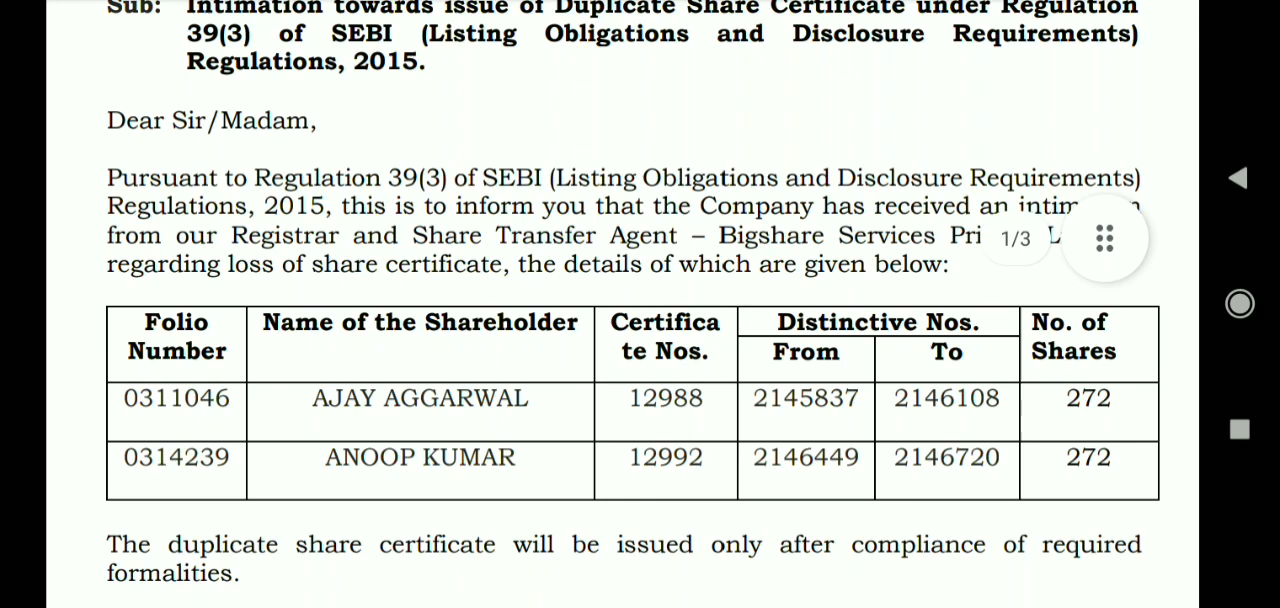 Sub: Intimation towards issue of Duplicate Share Certificate under Regulation
39(3) of SEBI (Listing Obligations and Disclosure Requirements)
Regulations, 2015.
Dear Sir/Madam,
Pursuant to Regulation 39(3) of SEBI (Listing Obligations and Disclosure Requirements)
Regulations, 2015, this is to inform you that the Company has received an
from our Registrar and Share Transfer Agent – Bigshare Services
1/3
regarding loss of share certificate, the details of which are given below:
Folio Number Name of the Shareholder Certifica te Nos. Distinctive Nos. From To No. of Shares
0311046 AJAY AGGARWAL 12988 2145837 2146108 272
0314239 ANOOP KUMAR 12992 2146449 2146720 272
The duplicate share certificate will be issued only after compliance of required
formalities.